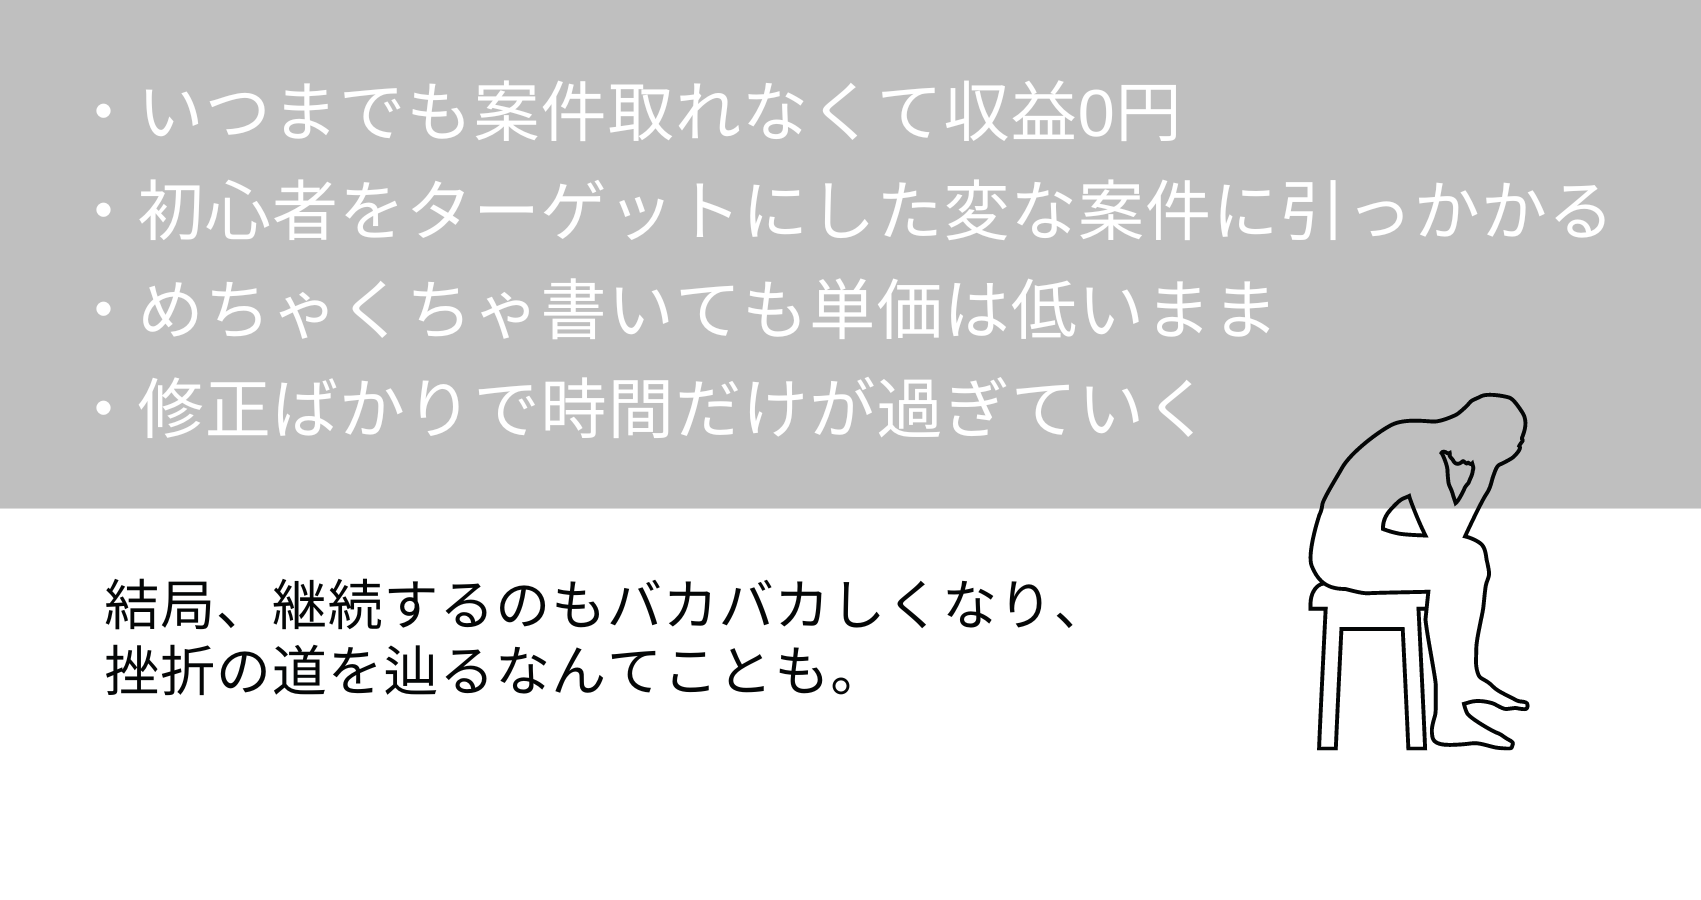 ・いつまでも案件取れなくて収益0円
・初心者をターゲットにした変な案件に引っかかる
・めちゃくちゃ書いても単価は低いまま
・修正ばかりで時間だけが過ぎていく
結局、継続するのもバカバカしくなり、
挫折の道を辿るなんてことも。